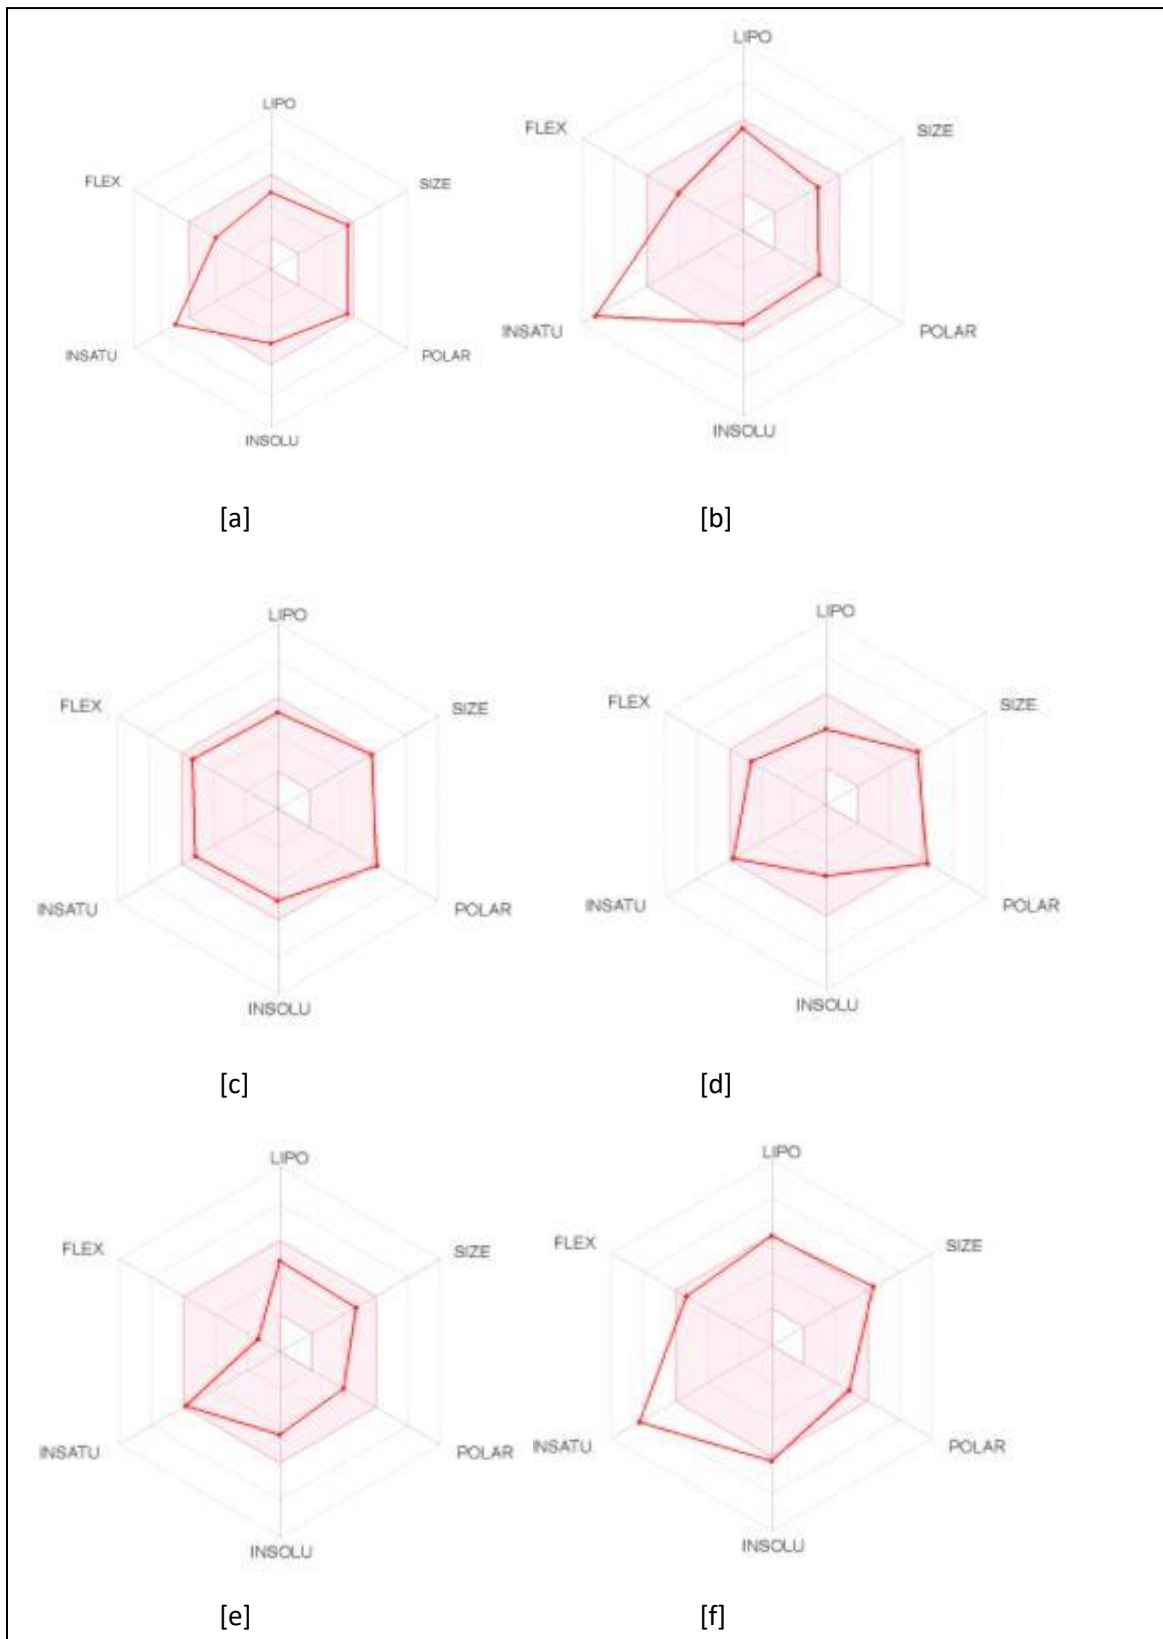 LIPO
FLEX
SIZE
INSATU
POLAR
INSOLU
[a]
LIPO
FLEX
SIZE
INSATU
POLAR
INSOLU
[b]
LIPO
FLEX
SIZE
INSATU
POLAR
INSOLU
[c]
LIPO
FLEX
SIZE
INSATU
POLAR
INSOLU
[d]
LIPO
FLEX
SIZE
INSATU
POLAR
INSOLU
[e]
LIPO
FLEX
SIZE
INSATU
POLAR
INSOLU
[f]